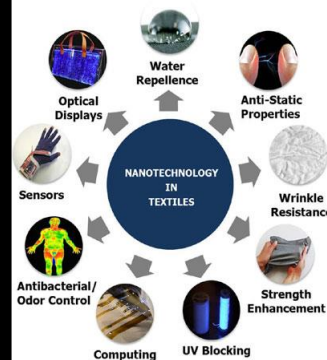 Water
Repellence
Optical
Displays
Anti-Static
Properties
NANOTECHNOLOGY
IN
TEXTILES
Sensors
Wrinkle
Resistance
Antibacterial/
Odor Control
Strength
Enhancement
Computing
UV Blocking